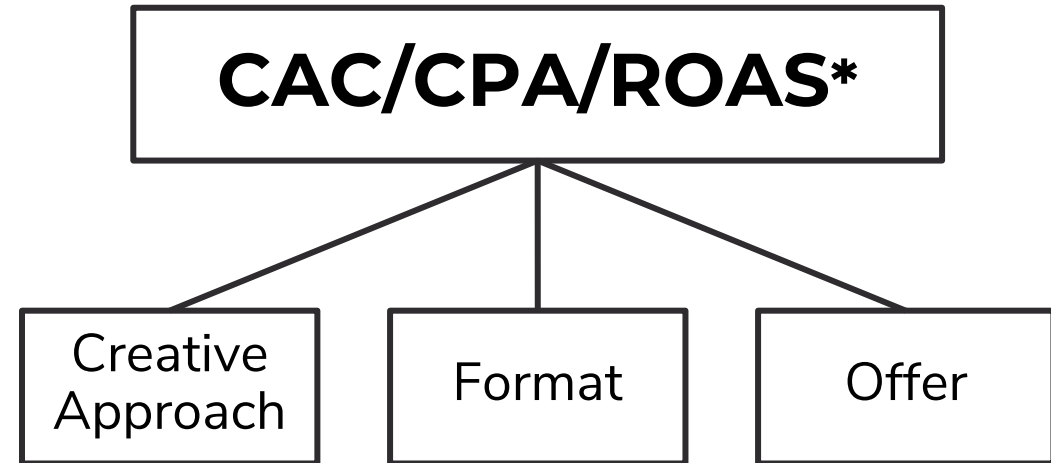 CAC/CPA/ROAS*
Creative
Approach
Format
Offer